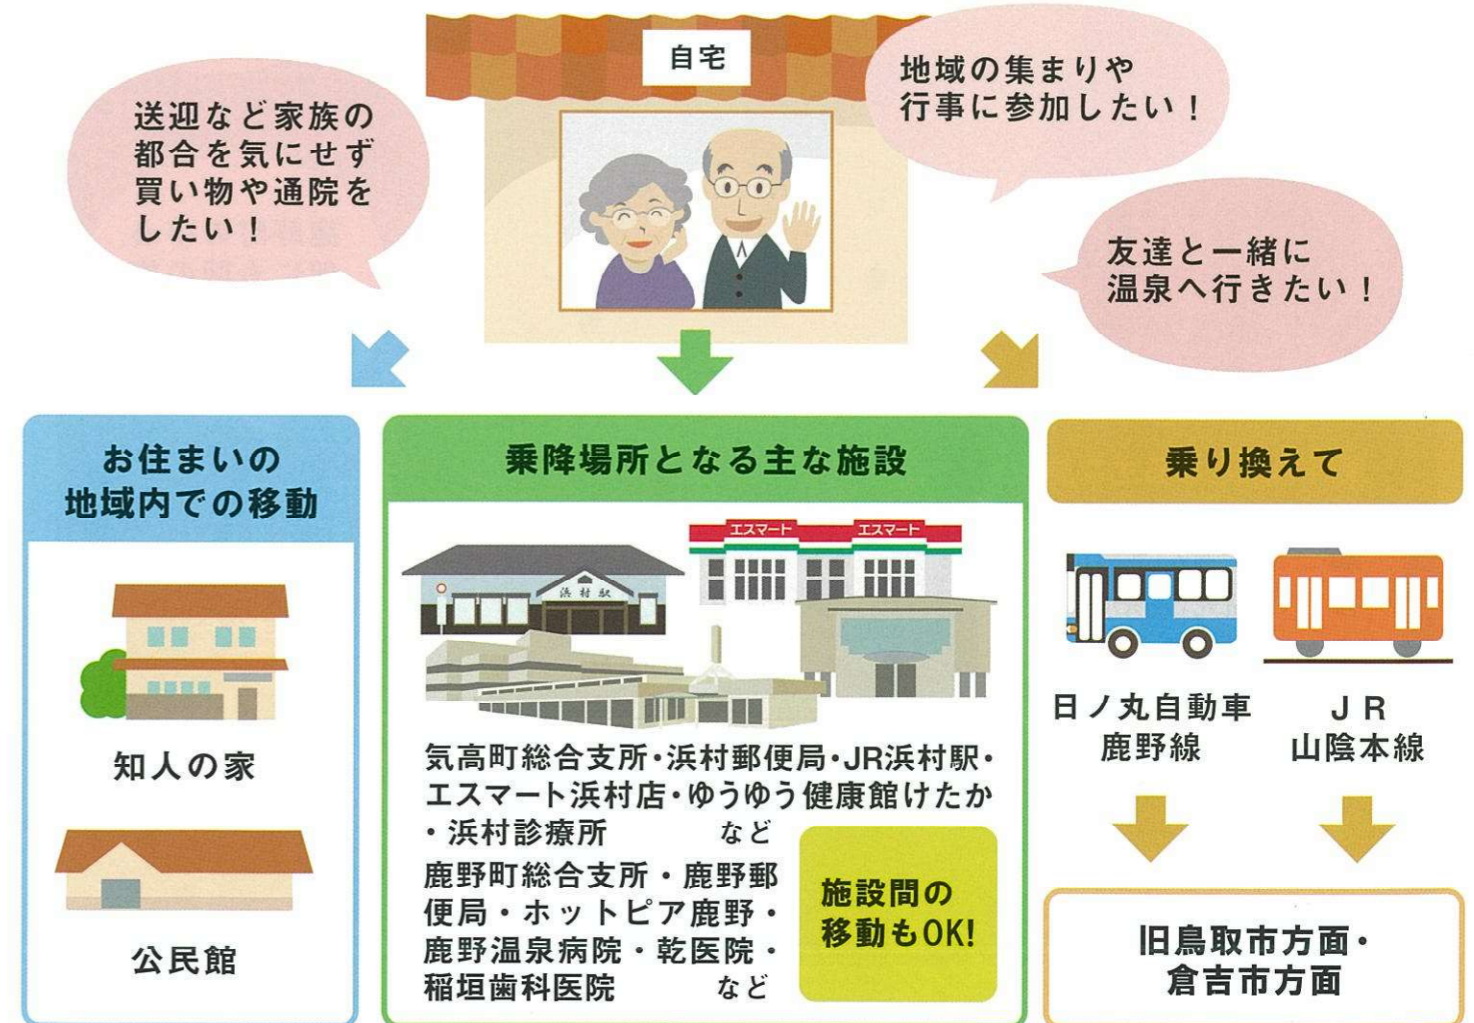 自宅
送迎など家族の
都合を気にせず
買い物や通院を
したい！
地域の集まりや
行事に参加したい！
友達と一緒に
温泉へ行きたい！
お住まいの
地域内での移動
知人の家
公民館
乗降場所となる主な施設
エスマート
エスマート
浜村駅
気高町総合支所・浜村郵便局・JR浜村駅・
エスマート浜村店・ゆうゆう健康館けたか
・浜村診療所 など
鹿野町総合支所・鹿野郵
便局・ホットピア鹿野・
鹿野温泉病院・乾医院・
稲垣歯科医院 など
施設間の
移動もOK!
乗り換えて
日ノ丸自動車
鹿野線
ＪＲ
山陰本線
旧鳥取市方面・
倉吉市方面